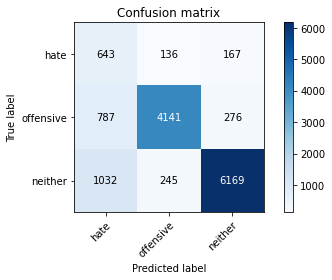 Confusion matrix
True label
hate 643 136 167
offensive 787 4141 276
neither 1032 245 6169
hate offensive neither
Predicted label
6000
5000
4000
3000
2000
1000